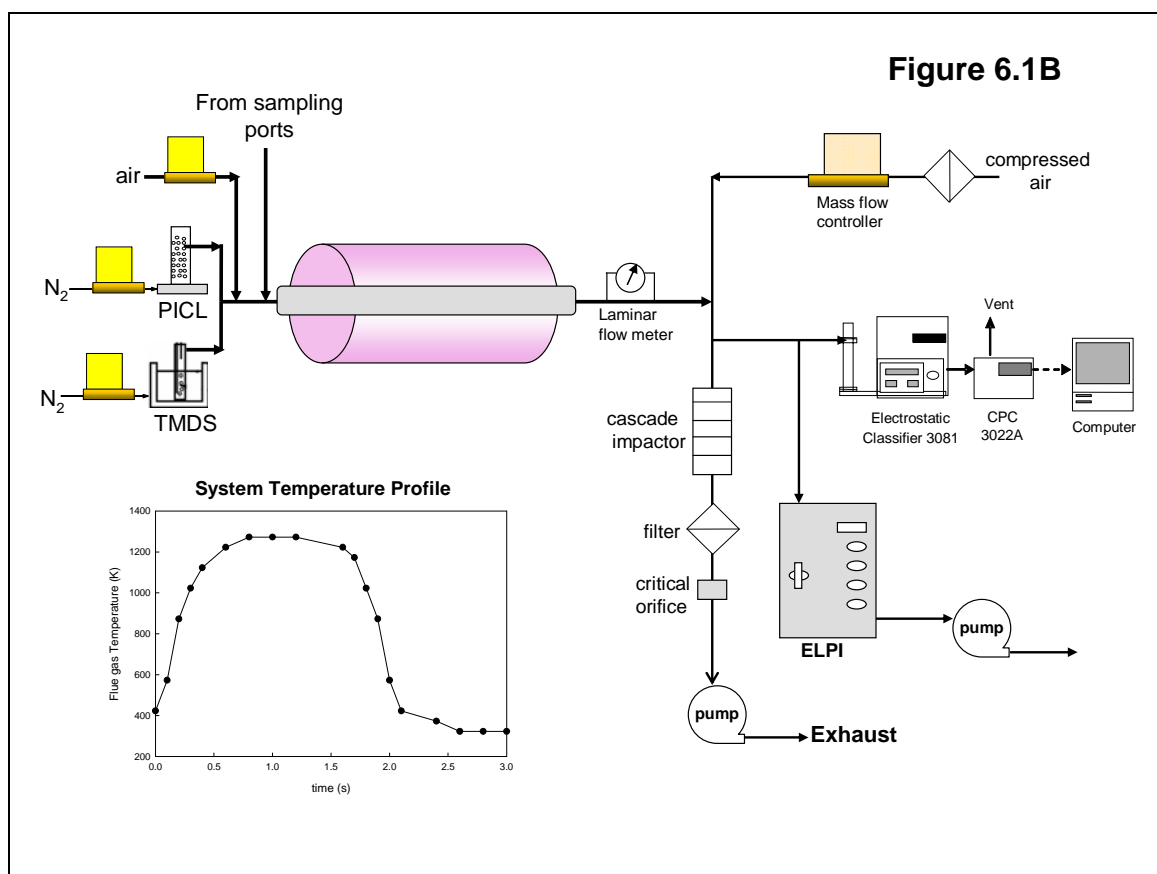 Figure 6.1B
From sampling
ports
air
compressed
air
Mass flow
controller
N2
PICL
Laminar
flow meter
Vent
N2
TMDS
Electrostatic
Classifier 3081
CPC
3022A
Computer
cascade
impactor
filter
critical
orifice
ELPI
pump
pump
Exhaust
System Temperature Profile
Flue gas Temperature (K)
1400
1200
1000
800
600
400
200
0.0 0.5 1.0 1.5 2.0 2.5 3.0
time (s)